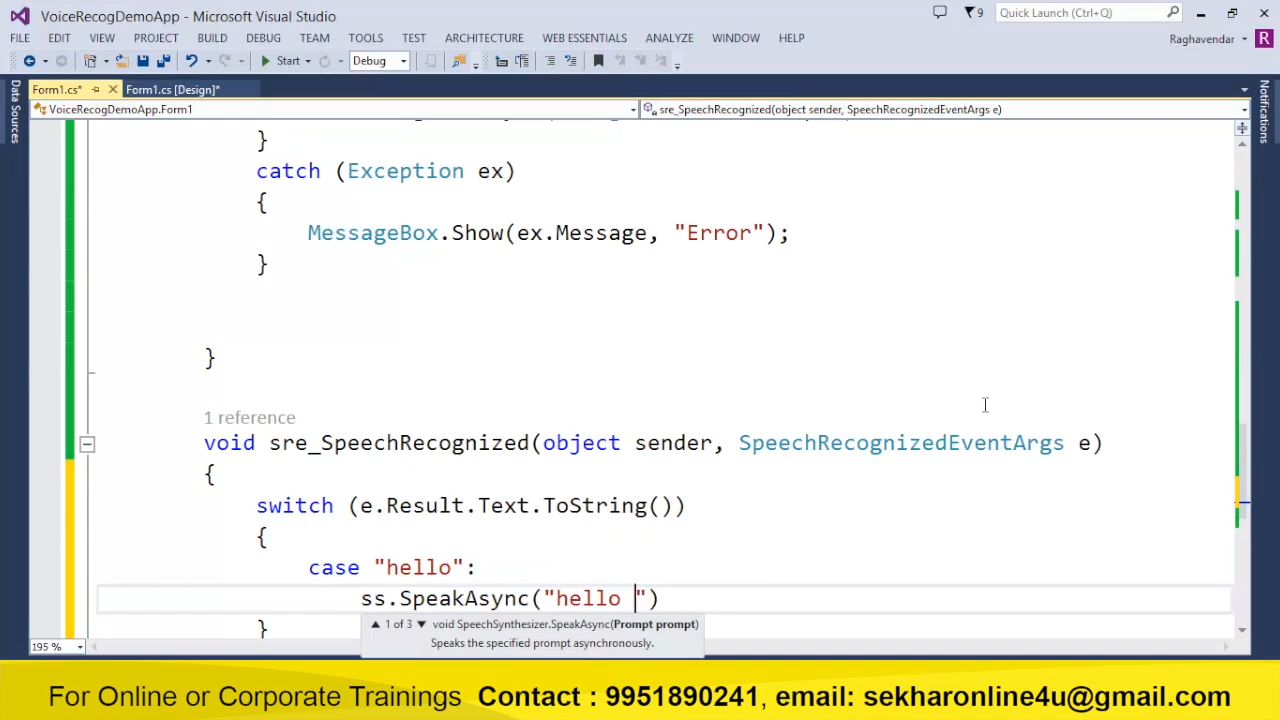 VoiceRecogDemoApp - Microsoft Visual Studio
9
Quick Launch (Ctrl+Q)
FILE EDIT VIEW PROJECT BUILD DEBUG TEAM TOOLS TEST ARCHITECTURE WEB ESSENTIALS ANALYZE WINDOW HELP
Raghavendar R
Start Debug
Data Sources
Notifications
Form1.cs* Form1.cs [Design]*
VoiceRecogDemoApp.Form1 sre_SpeechRecognized(object sender, SpeechRecognizedEventArgs e)
}
catch (Exception ex)
{
MessageBox.Show(ex.Message, "Error");
}
}
1 reference
void sre_SpeechRecognized(object sender, SpeechRecognizedEventArgs e)
{
switch (e.Result.Text.ToString())
{
case "hello":
ss.SpeakAsync("hello ")
}
▲ 1 of 3 ▼ void SpeechSynthesizer.SpeakAsync(Prompt prompt)
Speaks the specified prompt asynchronously.
195 %
For Online or Corporate Trainings Contact : 9951890241, email: sekharonline4u@gmail.com